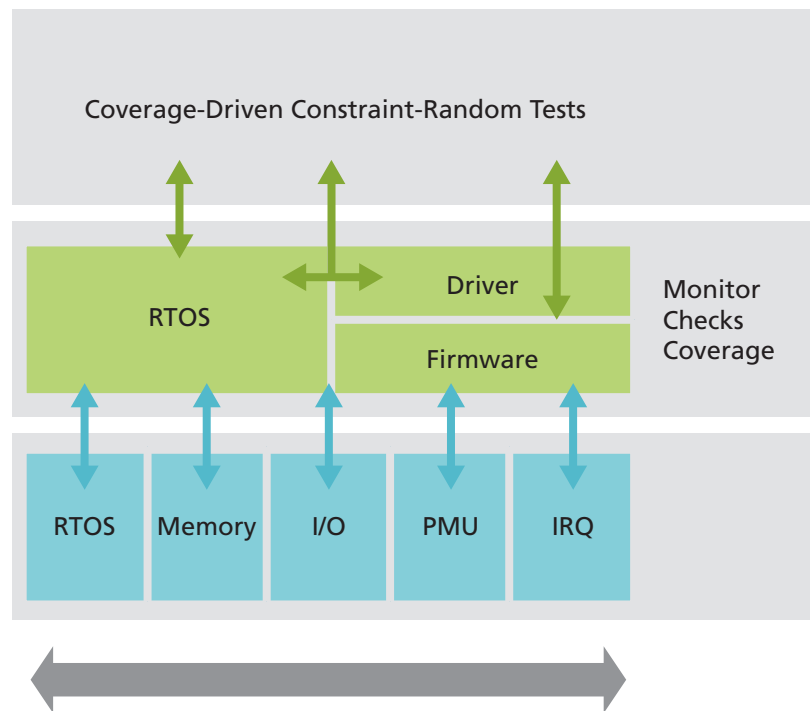 Coverage-Driven Constraint-Random Tests
RTOS
Driver
Firmware
Monitor
Checks
Coverage
RTOS
Memory
I/O
PMU
IRQ